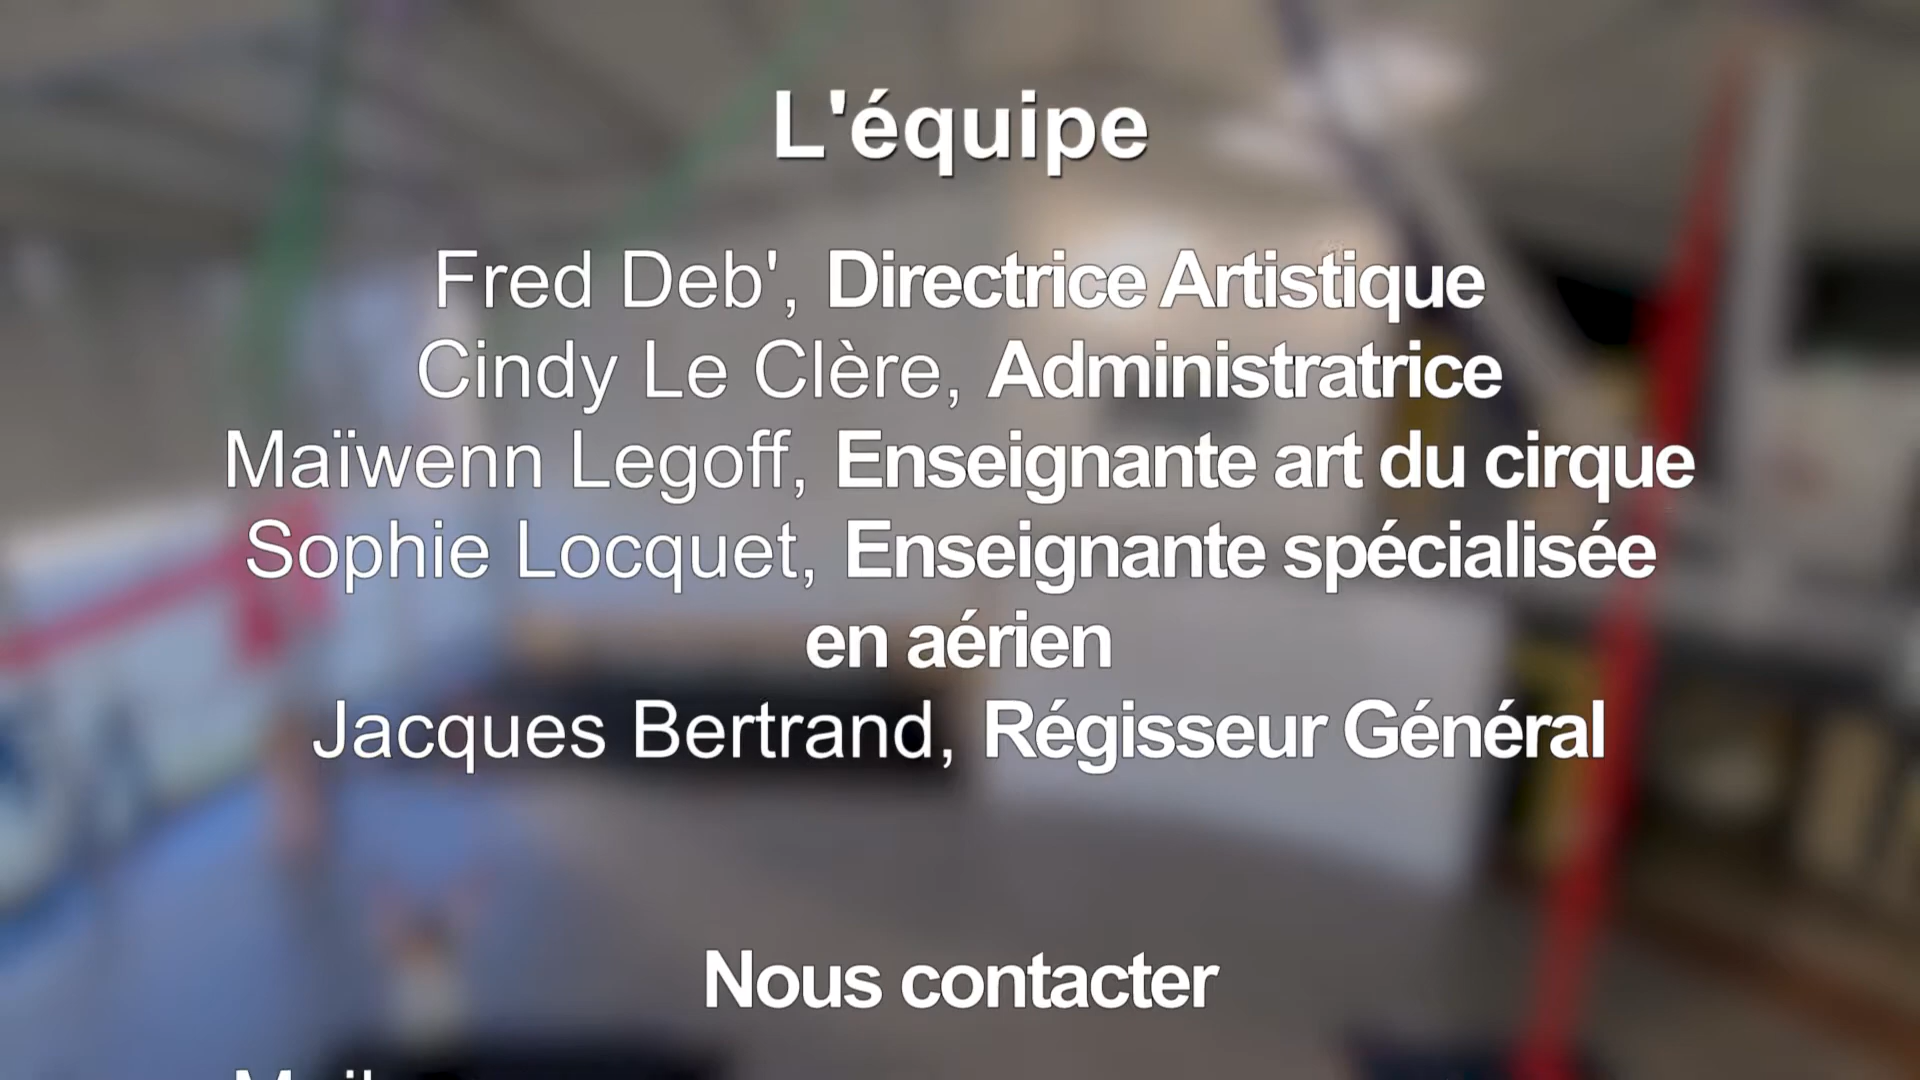 L'équipe
Fred Deb', Directrice Artistique
Cindy Le Clère, Administratrice
Maïwenn Legoff, Enseignante art du cirque
Sophie Locquet, Enseignante spécialisée
en aérien
Jacques Bertrand, Régisseur Général
Nous contacter